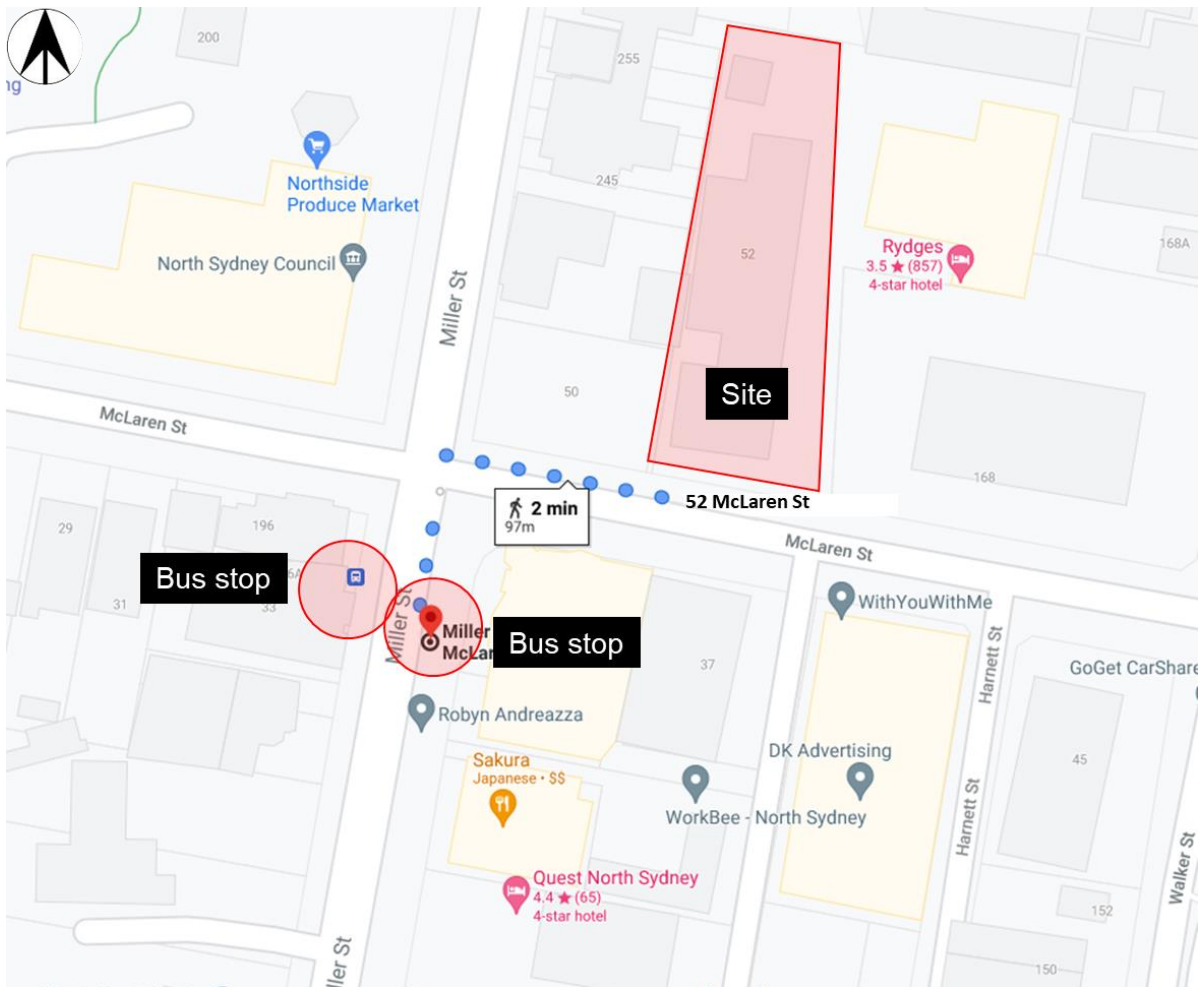 200
ng
255
Northside
Produce Market
245
North Sydney Council
52
Rydges
3.5 ★ (857)
4-star hotel
168A
Miller St
Site
50
McLaren St
168
52 McLaren St
2 min
97m
McLaren St
29
196
Bus stop
31
33
Miller St
Miller
McLar
Bus stop
WithYouWithMe
Harnett St
37
GoGet CarShare
Robyn Andreazza
DK Advertising
45
Sakura
Japanese • $$
WorkBee - North Sydney
Harnett St
Walker St
Quest North Sydney
4.4 ★ (65)
4-star hotel
152
ller St
150